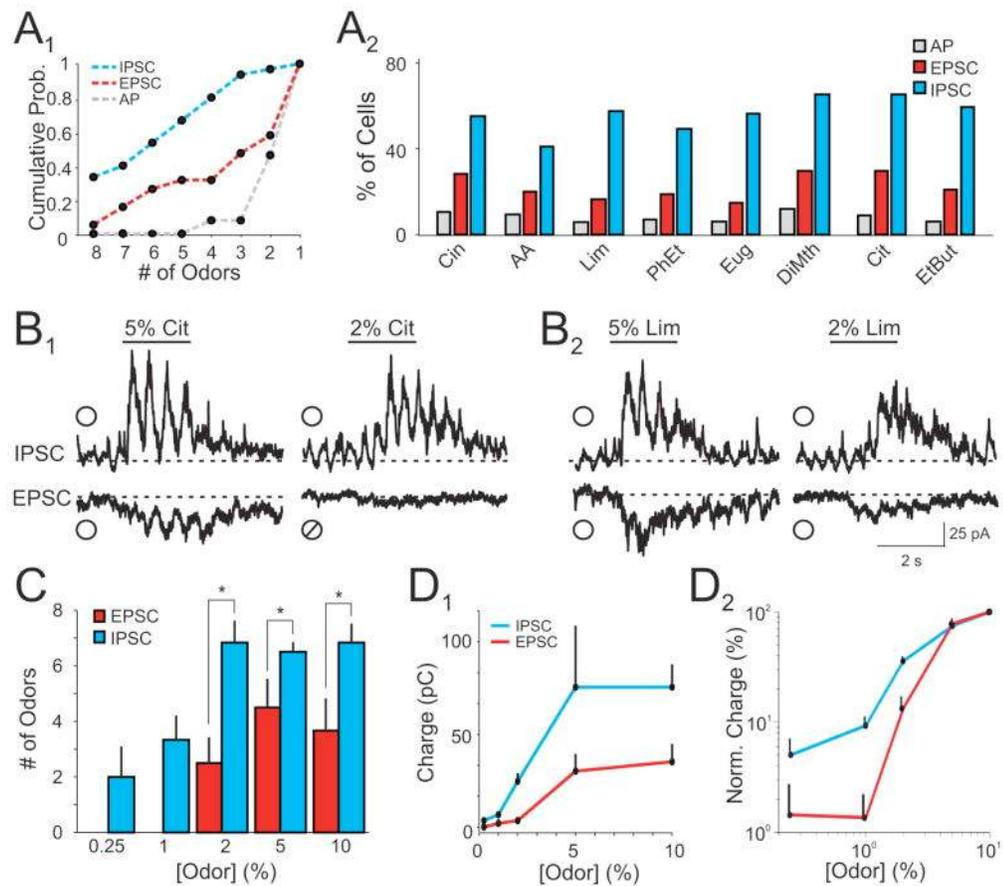 A1
Cumulative Prob.
1
0.8
0.6
0.4
0.2
0
IPSC
EPSC
AP
8 7 6 5 4 3 2 1
# of Odors
A2
% of Cells
80
40
0
AP
EPSC
IPSC
Cin AA Lim PhEt Eug DiMth Cit EtBut
B1
5% Cit 2% Cit
IPSC
EPSC
B2
5% Lim 2% Lim
25 pA
2 s
C
# of Odors
8
6
4
2
0
EPSC
IPSC
* * *
0.25 1 2 5 10
[Odor] (%)
D1
Charge (pC)
100
50
0
IPSC
EPSC
0 5 10
[Odor] (%)
D2
Norm. Charge (%)
10²
10¹
10⁰
10⁰ 10¹
[Odor] (%)